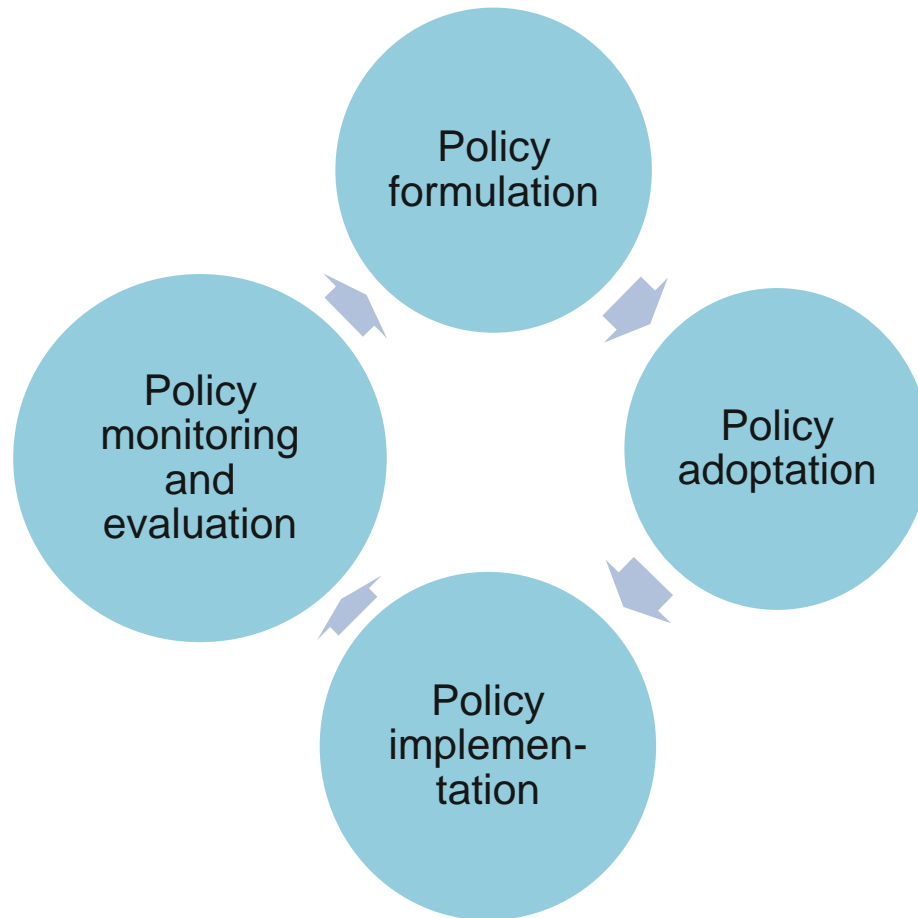 Policy
formulation
Policy
adoptation
Policy
implemen-
tation
Policy
monitoring
and
evaluation